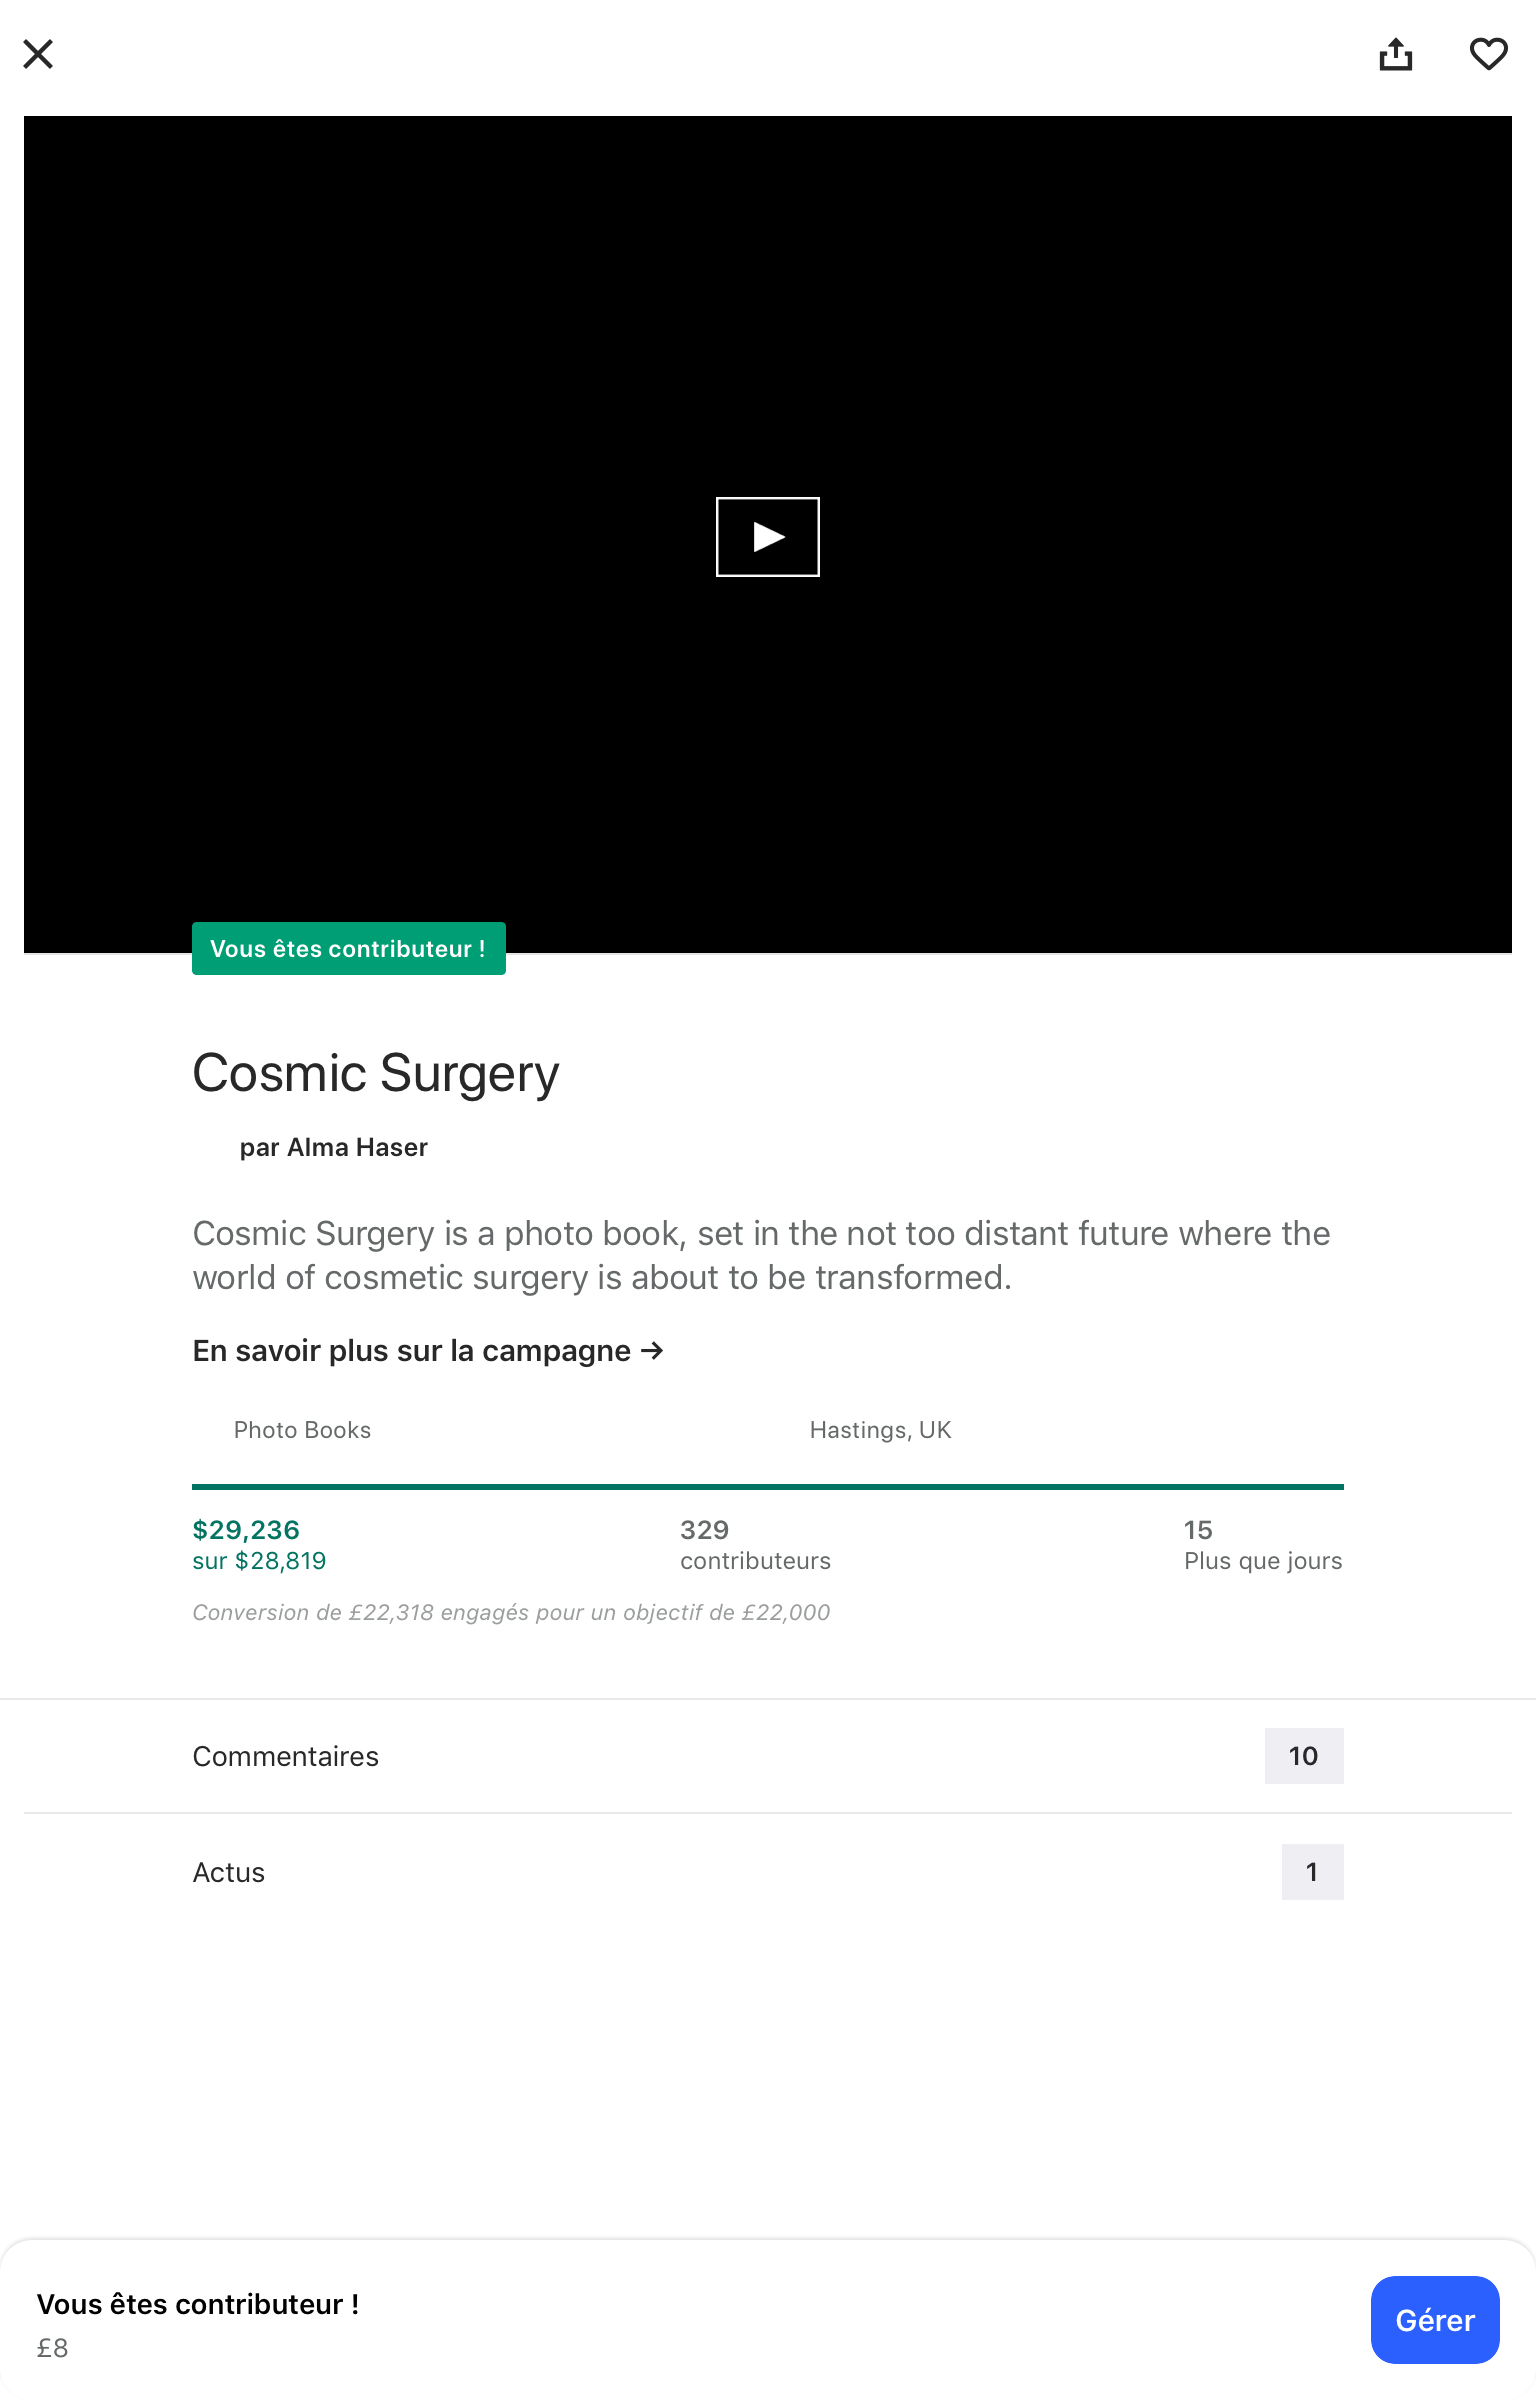 Vous êtes contributeur !
Cosmic Surgery
par Alma Haser
Cosmic Surgery is a photo book, set in the not too distant future where the
world of cosmetic surgery is about to be transformed.
En savoir plus sur la campagne →
Photo Books
Hastings, UK
$29,236
sur $28,819
329
contributeurs
15
Plus que jours
Conversion de £22,318 engagés pour un objectif de £22,000
Commentaires
10
Actus
1
Vous êtes contributeur !
£8
Gérer